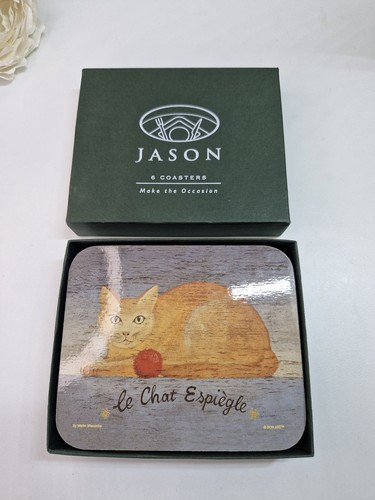 JASON
6 COASTERS
Make the Occasion
le Chat Espiègle